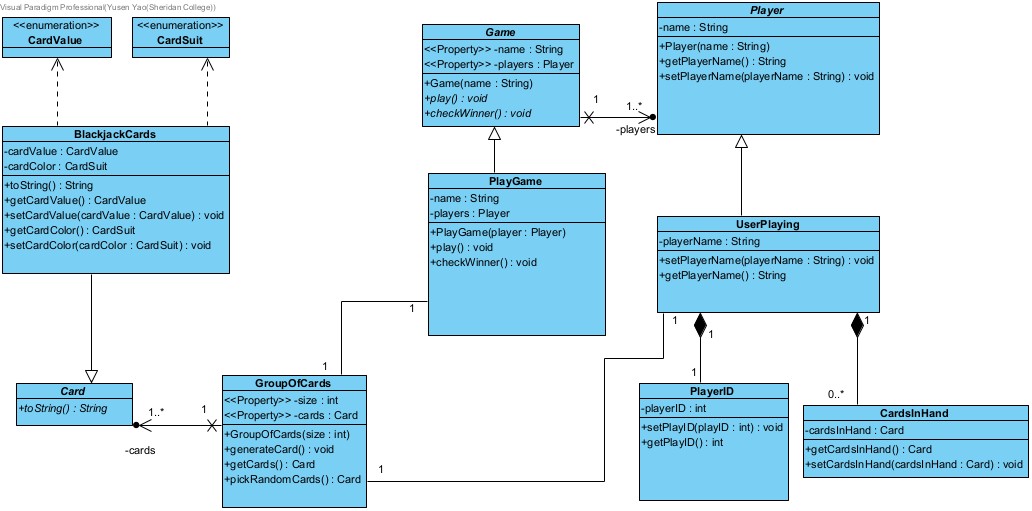 Visual Paradigm Professional(Yusen Yao(Sheridan College))
<<enumeration>>
CardValue
<<enumeration>>
CardSuit
BlackjackCards
-cardValue : CardValue
-cardColor : CardSuit
+toString() : String
+getCardValue() : CardValue
+setCardValue(cardValue : CardValue) : void
+getCardColor() : CardSuit
+setCardColor(cardColor : CardSuit) : void
Game
<<Property>> -name : String
<<Property>> -players : Player
+Game(name : String)
+play() : void
+checkWinner() : void
1
1..*
-players
Player
-name : String
+Player(name : String)
+getPlayerName() : String
+setPlayerName(playerName : String) : void
PlayGame
-name : String
-players : Player
+PlayGame(player : Player)
+play() : void
+checkWinner() : void
1
1
UserPlaying
-playerName : String
+setPlayerName(playerName : String) : void
+getPlayerName() : String
1
1
1
1
0..*
1
Card
+toString() : String
1..*
1
-cards
GroupOfCards
<<Property>> -size : int
<<Property>> -cards : Card
+GroupOfCards(size : int)
+generateCard() : void
+getCards() : Card
+pickRandomCards() : Card
PlayerID
-playerID : int
+setPlayID(playID : int) : void
+getPlayID() : int
CardsInHand
-cardsInHand : Card
+getCardsInHand() : Card
+setCardsInHand(cardsInHand : Card) : void